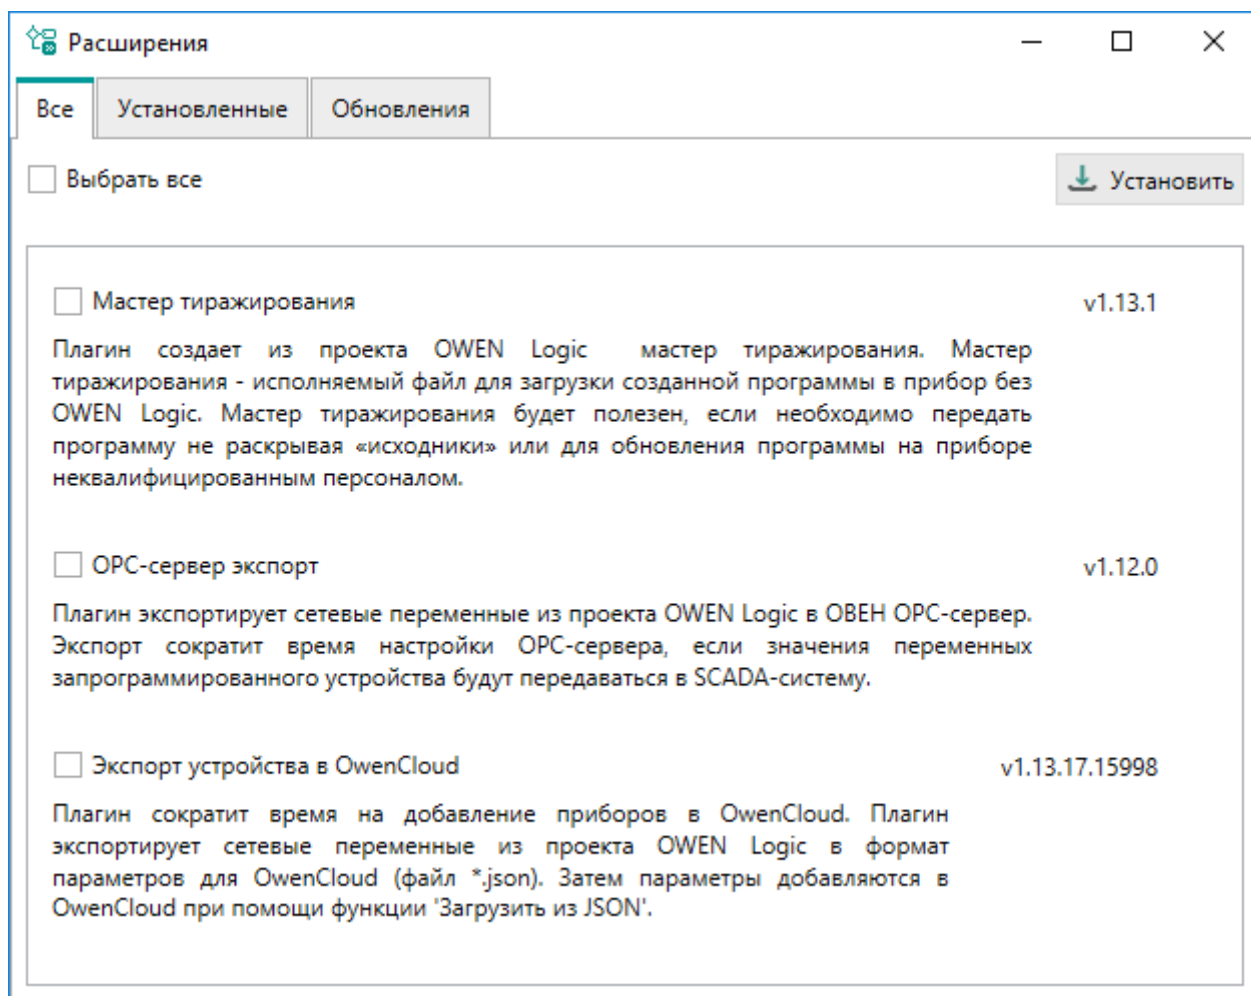 Расширения
Все Установленные Обновления
Выбрать все Установить
Мастер тиражирования v1.13.1
Плагин создает из проекта OWEN Logic мастер тиражирования. Мастер
тиражирования - исполняемый файл для загрузки созданной программы в прибор без
OWEN Logic. Мастер тиражирования будет полезен, если необходимо передать
программу не раскрывая «исходники» или для обновления программы на приборе
неквалифицированным персоналом.
OPC-сервер экспорт v1.12.0
Плагин экспортирует сетевые переменные из проекта OWEN Logic в ОВЕН OPC-сервер.
Экспорт сократит время настройки OPC-сервера, если значения переменных
запрограммированного устройства будут передаваться в SCADA-систему.
Экспорт устройства в OwenCloud v1.13.17.15998
Плагин сократит время на добавление приборов в OwenCloud. Плагин
экспортирует сетевые переменные из проекта OWEN Logic в формат
параметров для OwenCloud (файл *.json). Затем параметры добавляются в
OwenCloud при помощи функции 'Загрузить из JSON'.